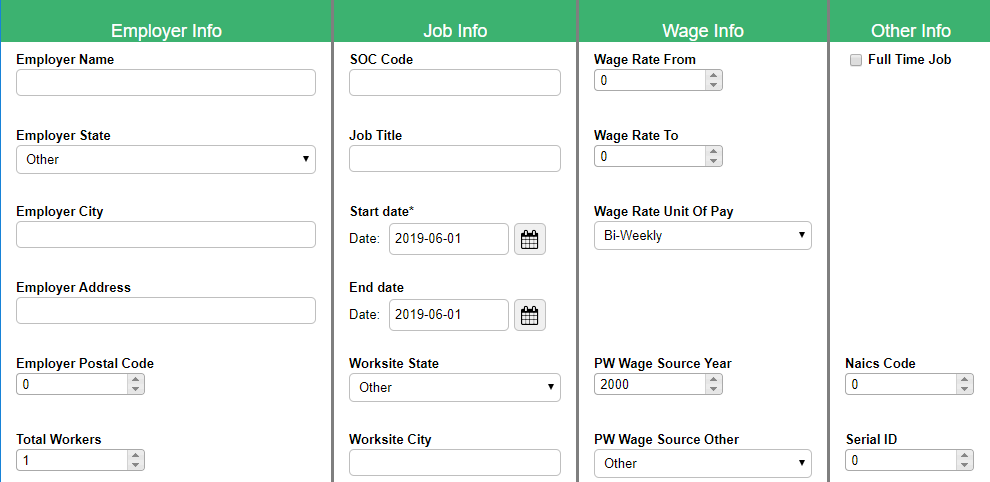 Employer Info
Job Info
Wage Info
Other Info
Employer Name
SOC Code
Wage Rate From
Full Time Job
0
Employer State
Job Title
Wage Rate To
Other
0
Employer City
Start date*
Wage Rate Unit Of Pay
Date: 2019-06-01
Bi-Weekly
Employer Address
End date
Date: 2019-06-01
Employer Postal Code
Worksite State
PW Wage Source Year
Naics Code
0
Other
2000
0
Total Workers
Worksite City
PW Wage Source Other
Serial ID
1
Other
0